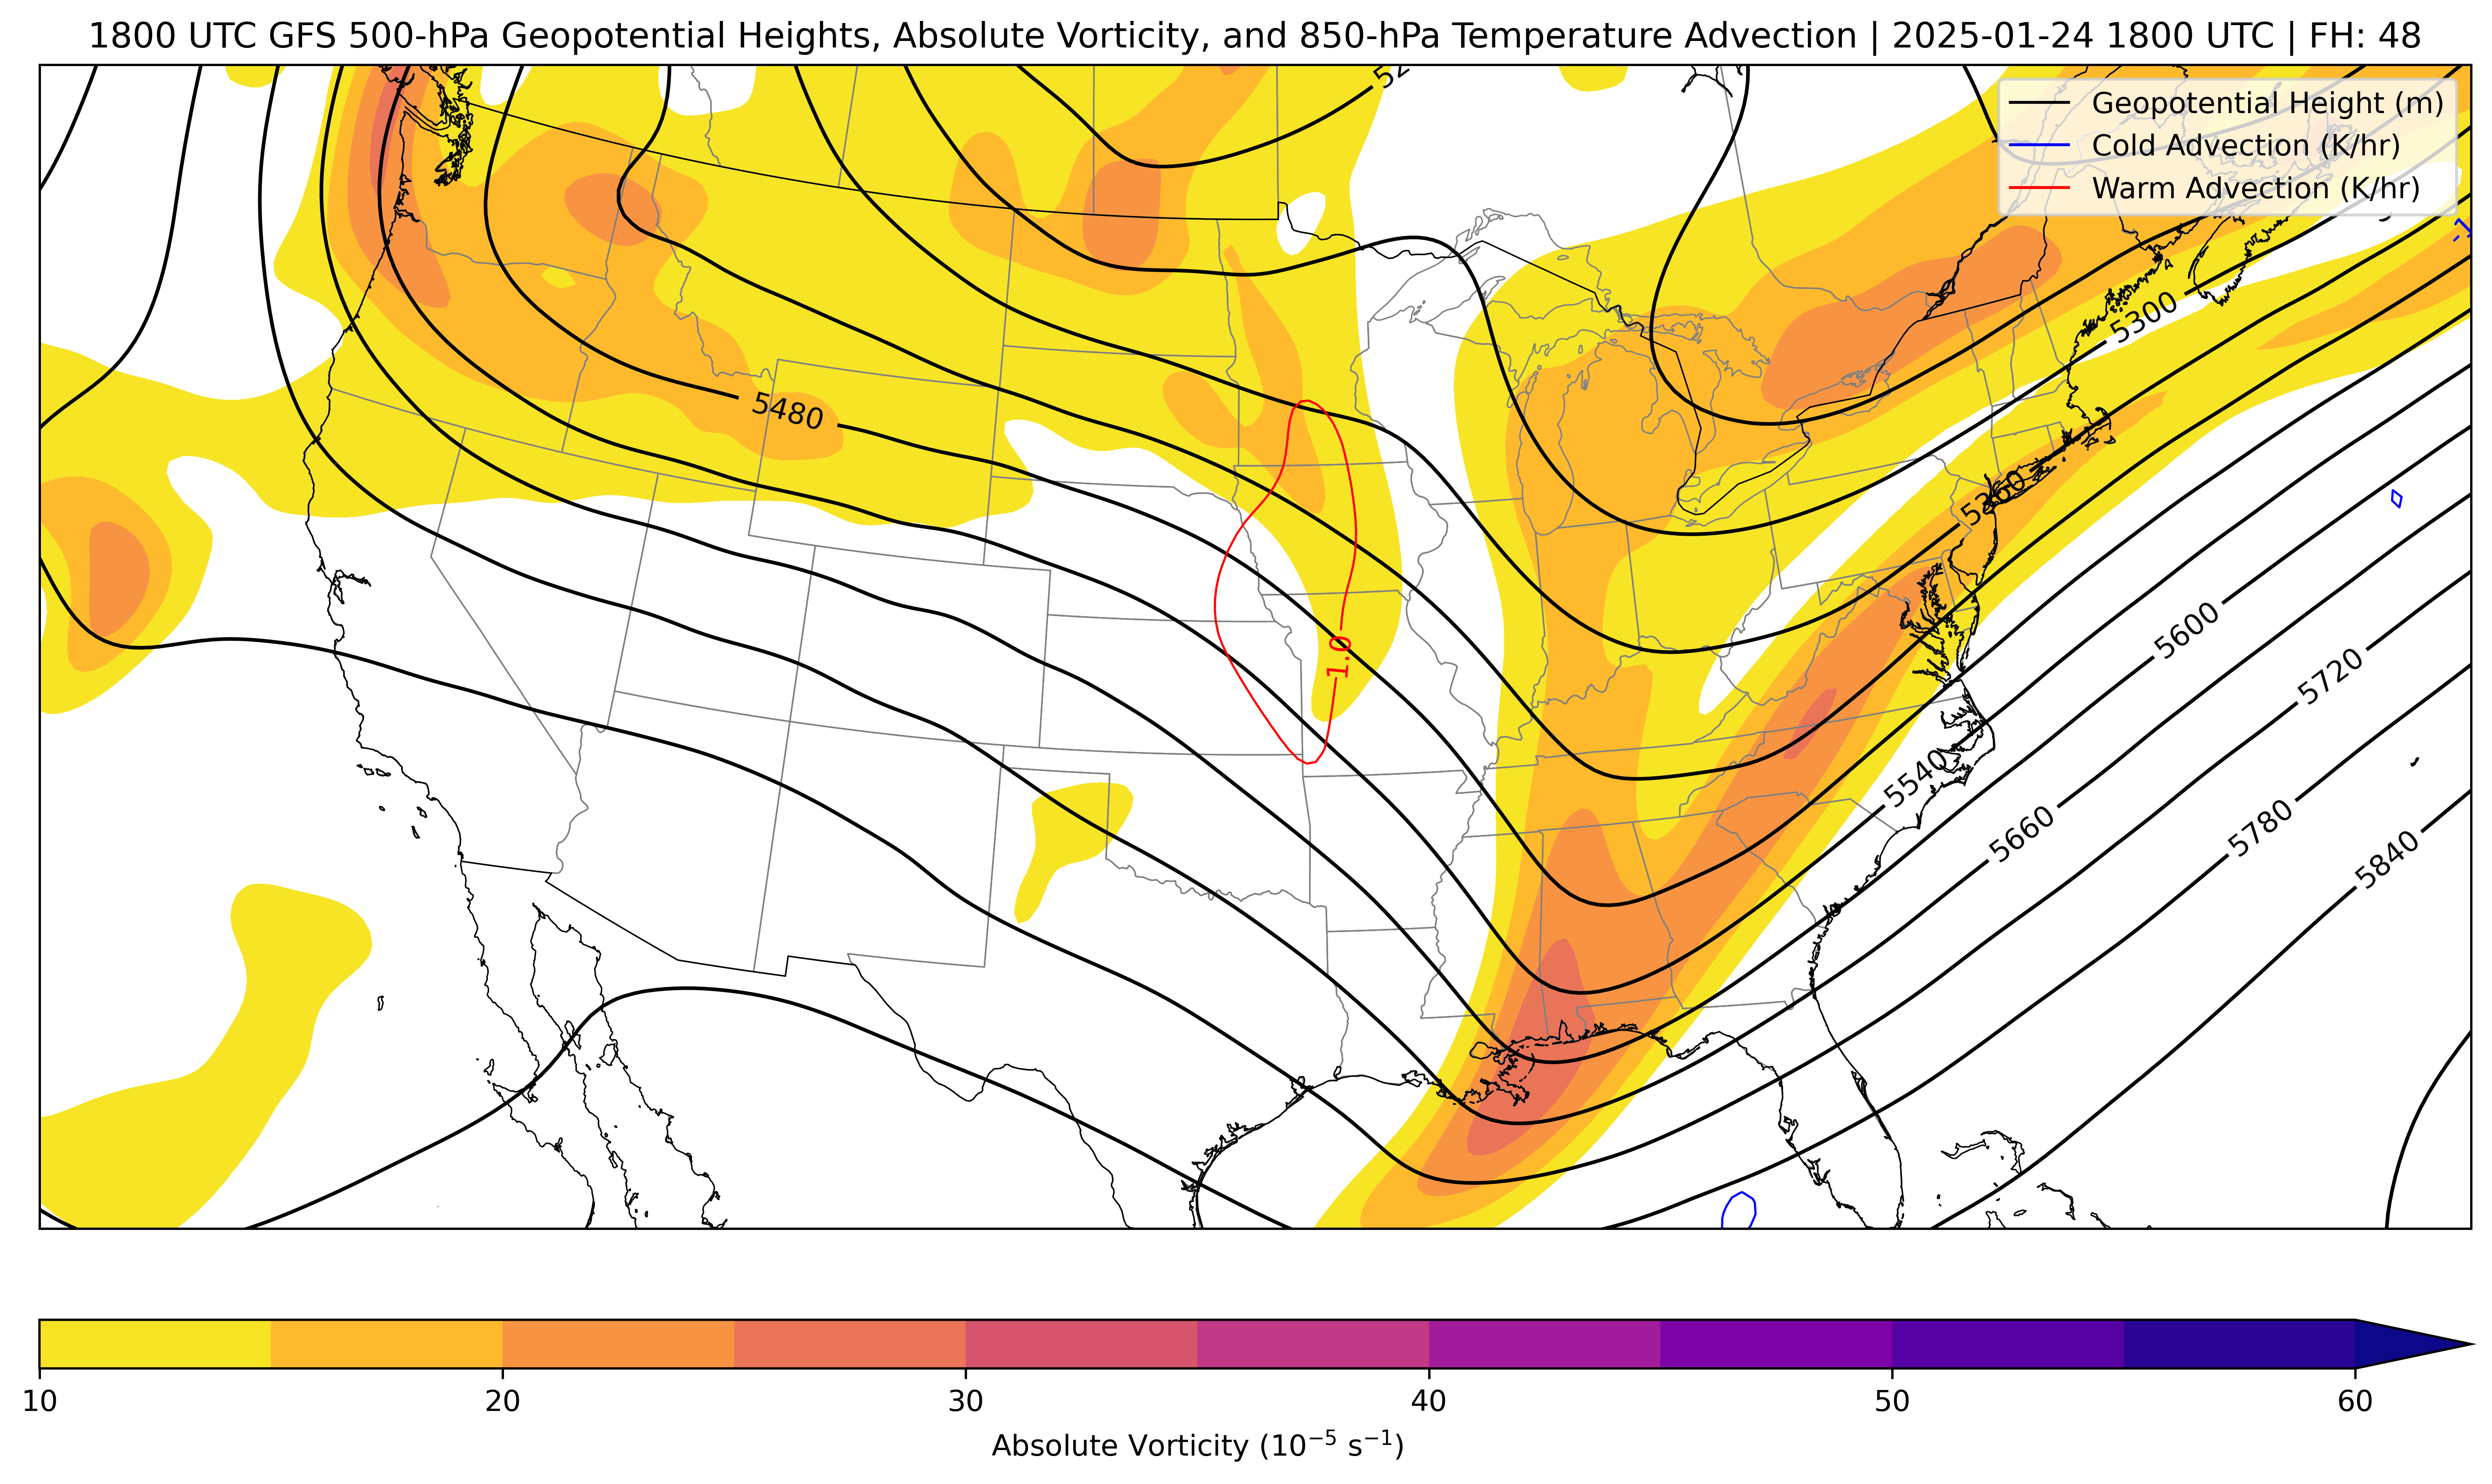 1800 UTC GFS 500-hPa Geopotential Heights, Absolute Vorticity, and 850-hPa Temperature Advection | 2025-01-24 1800 UTC | FH: 48
Geopotential Height (m)
Cold Advection (K/hr)
Warm Advection (K/hr)
5300
5480
5360
1.0
5600
5720
5540
5660
5780
5840
10 20 30 40 50 60
Absolute Vorticity (10⁻⁵ s⁻¹)